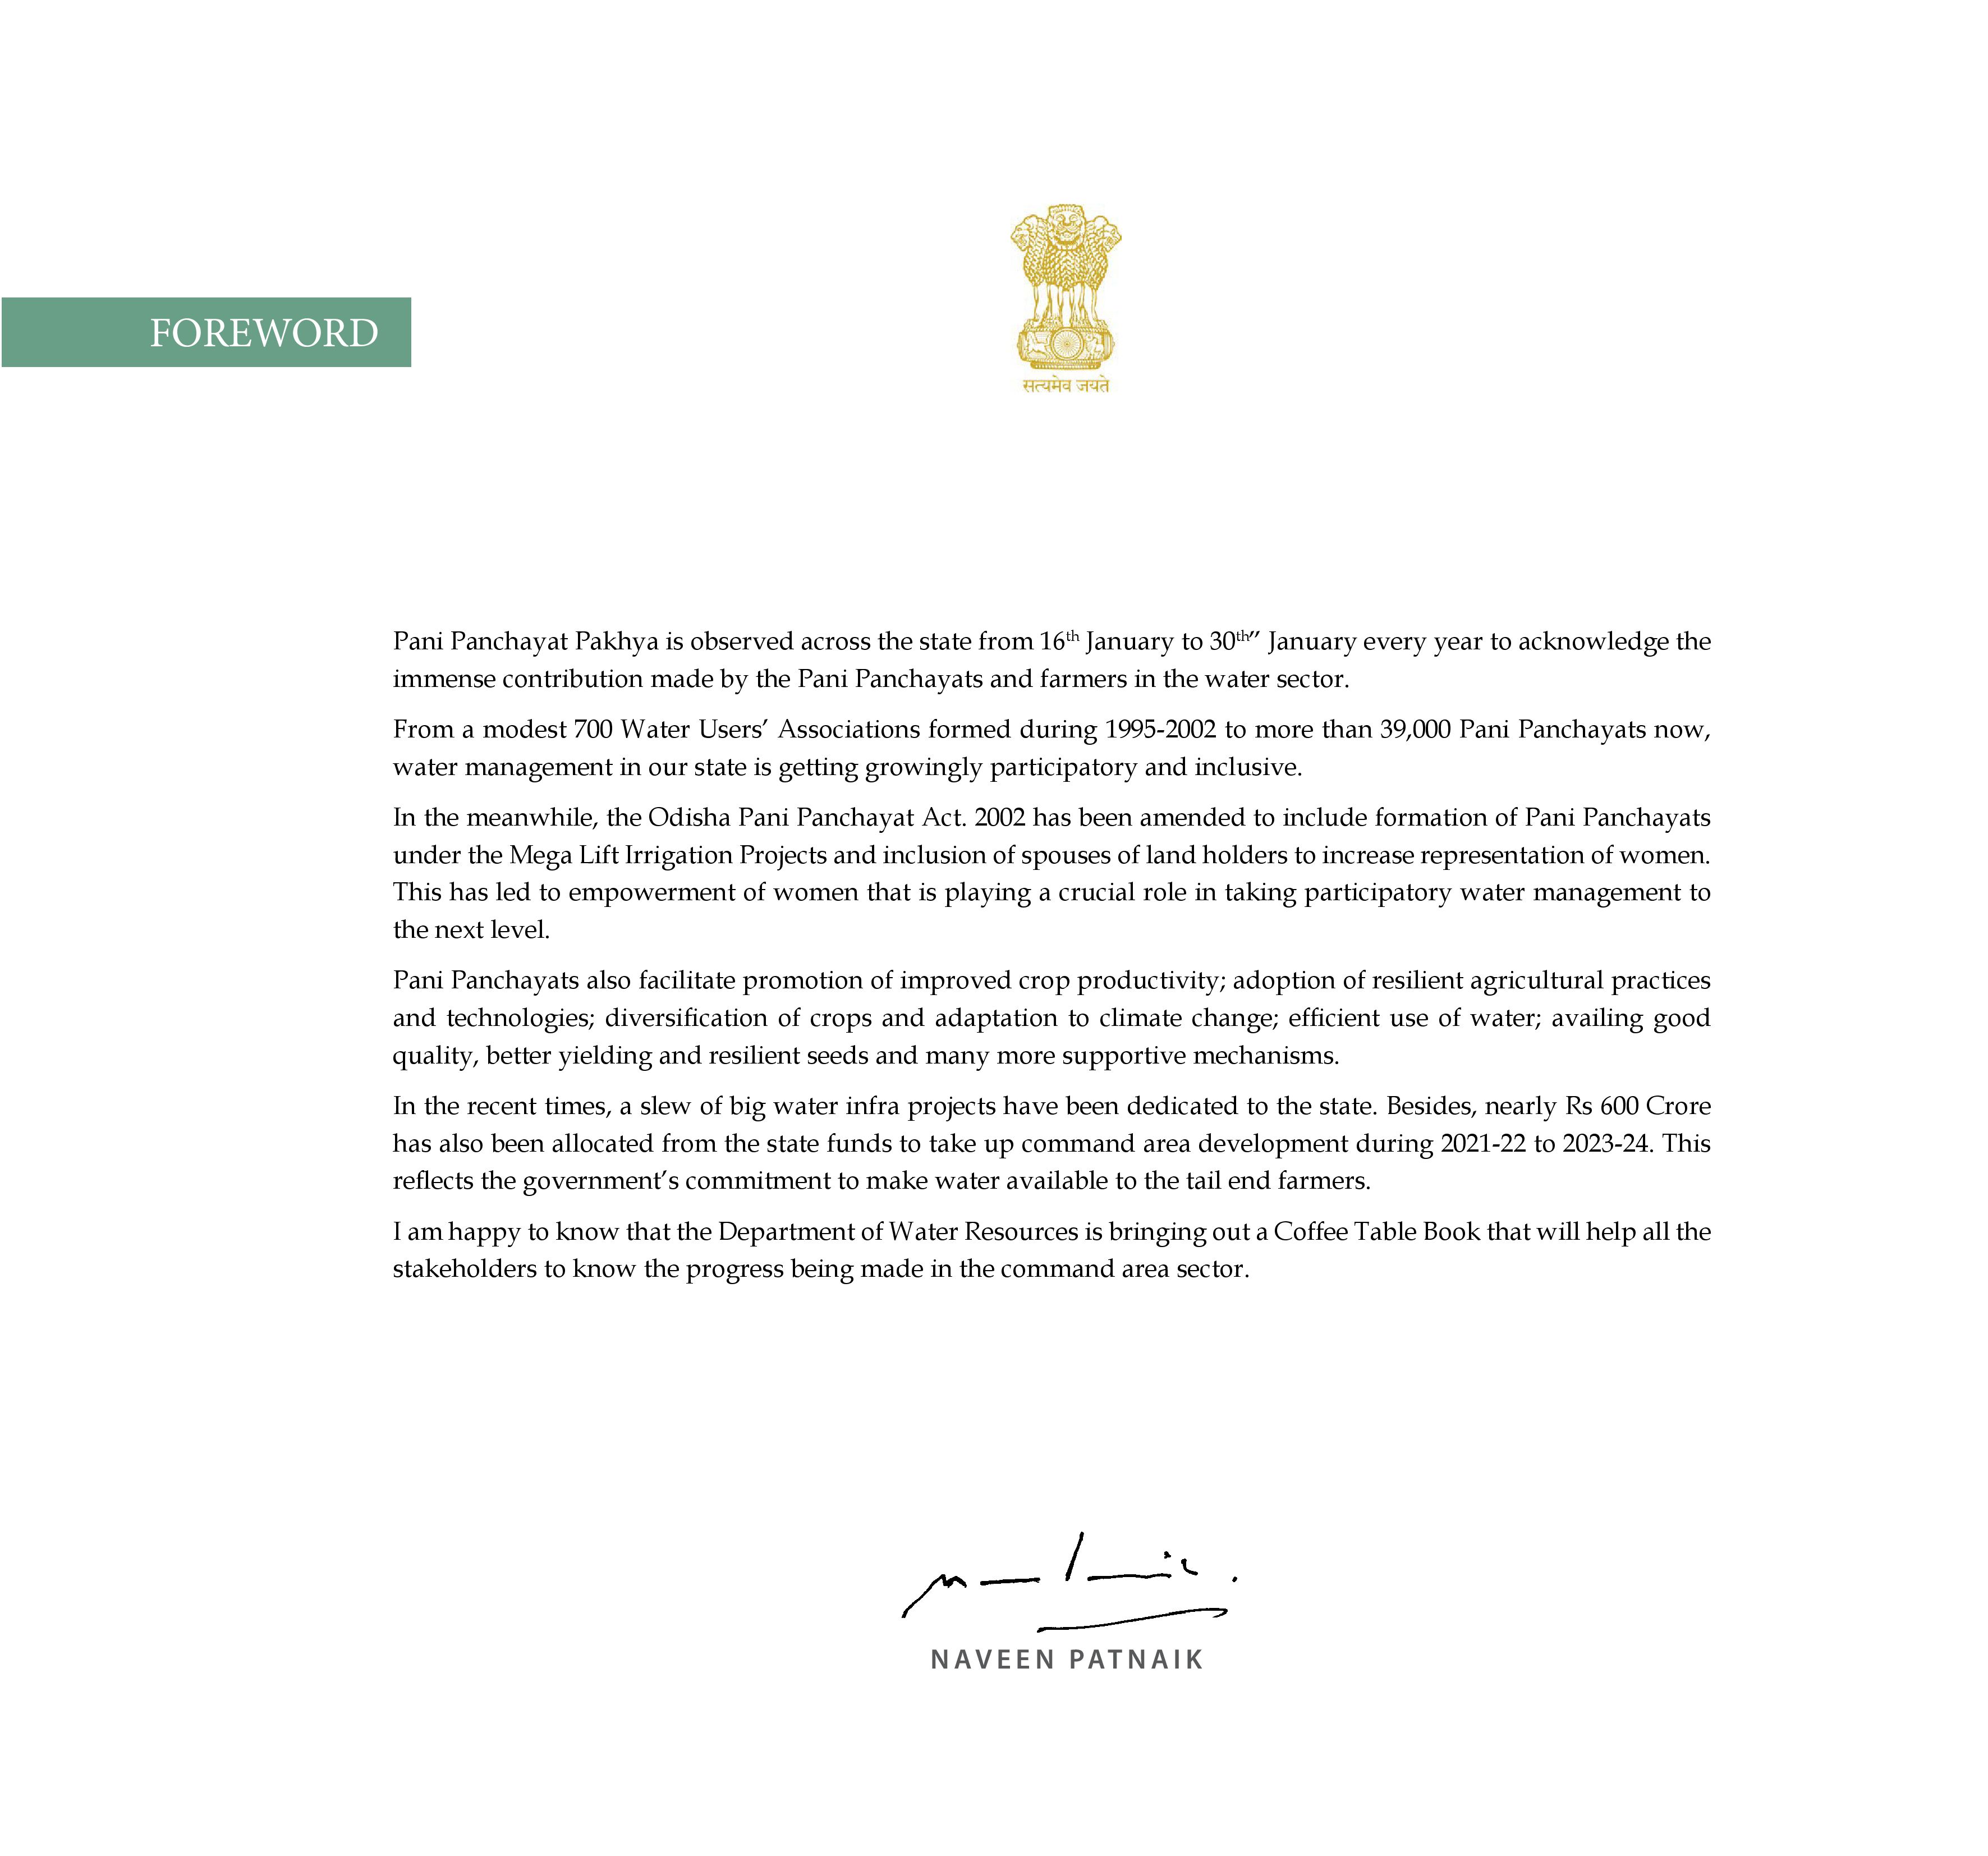 FOREWORD
सत्यमेव जयते
Pani Panchayat Pakhya is observed across the state from 16th January to 30th” January every year to acknowledge the
immense contribution made by the Pani Panchayats and farmers in the water sector.
From a modest 700 Water Users’ Associations formed during 1995-2002 to more than 39,000 Pani Panchayats now,
water management in our state is getting growingly participatory and inclusive.
In the meanwhile, the Odisha Pani Panchayat Act. 2002 has been amended to include formation of Pani Panchayats
under the Mega Lift Irrigation Projects and inclusion of spouses of land holders to increase representation of women.
This has led to empowerment of women that is playing a crucial role in taking participatory water management to
the next level.
Pani Panchayats also facilitate promotion of improved crop productivity; adoption of resilient agricultural practices
and technologies; diversification of crops and adaptation to climate change; efficient use of water; availing good
quality, better yielding and resilient seeds and many more supportive mechanisms.
In the recent times, a slew of big water infra projects have been dedicated to the state. Besides, nearly Rs 600 Crore
has also been allocated from the state funds to take up command area development during 2021-22 to 2023-24. This
reflects the government’s commitment to make water available to the tail end farmers.
I am happy to know that the Department of Water Resources is bringing out a Coffee Table Book that will help all the
stakeholders to know the progress being made in the command area sector.
NAVEEN PATNAIK